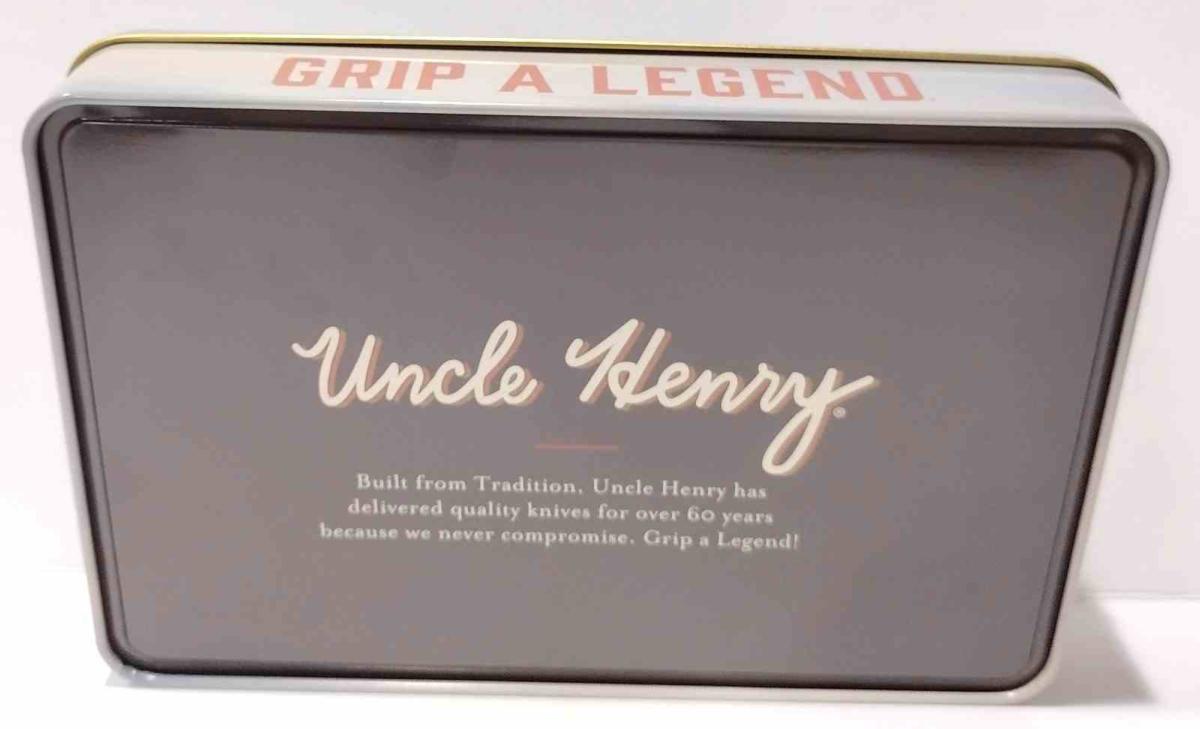 GRIP A LEGEND
Uncle Henry®
Built from Tradition, Uncle Henry has
delivered quality knives for over 60 years
because we never compromise. Grip a Legend!